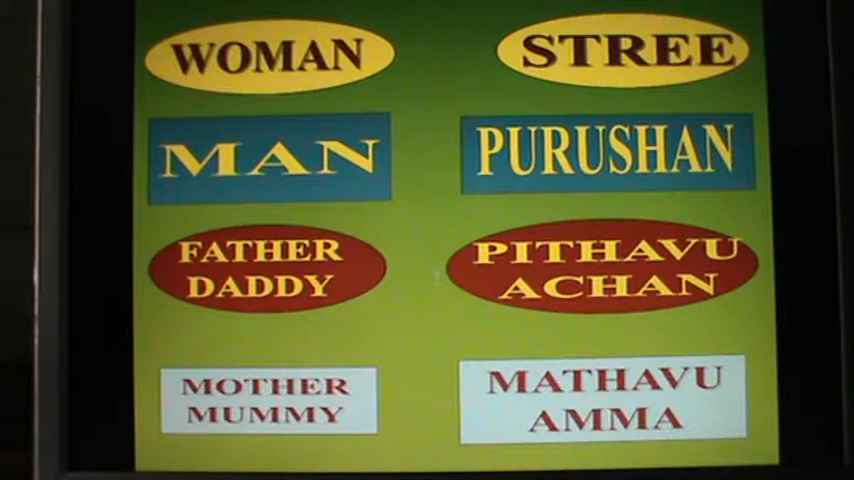 WOMAN
STREE
MAN
PURUSHAN
FATHER
DADDY
PITHAVU
ACHAN
MOTHER
MUMMY
MATHAVU
AMMA